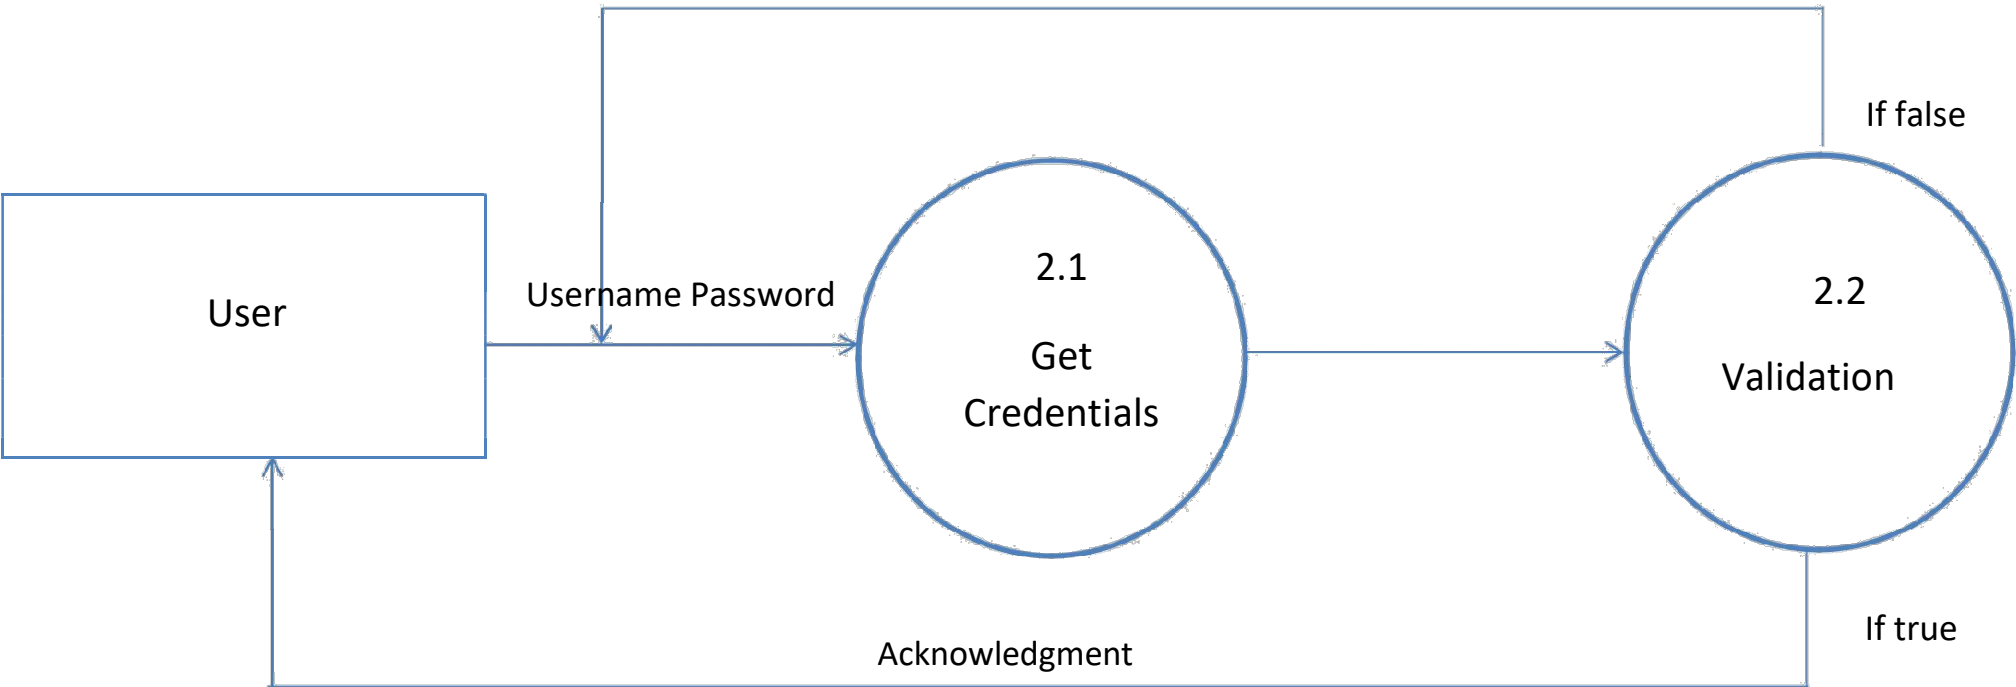 If false
User
Username Password
2.1
Get
Credentials
2.2
Validation
If true
Acknowledgment